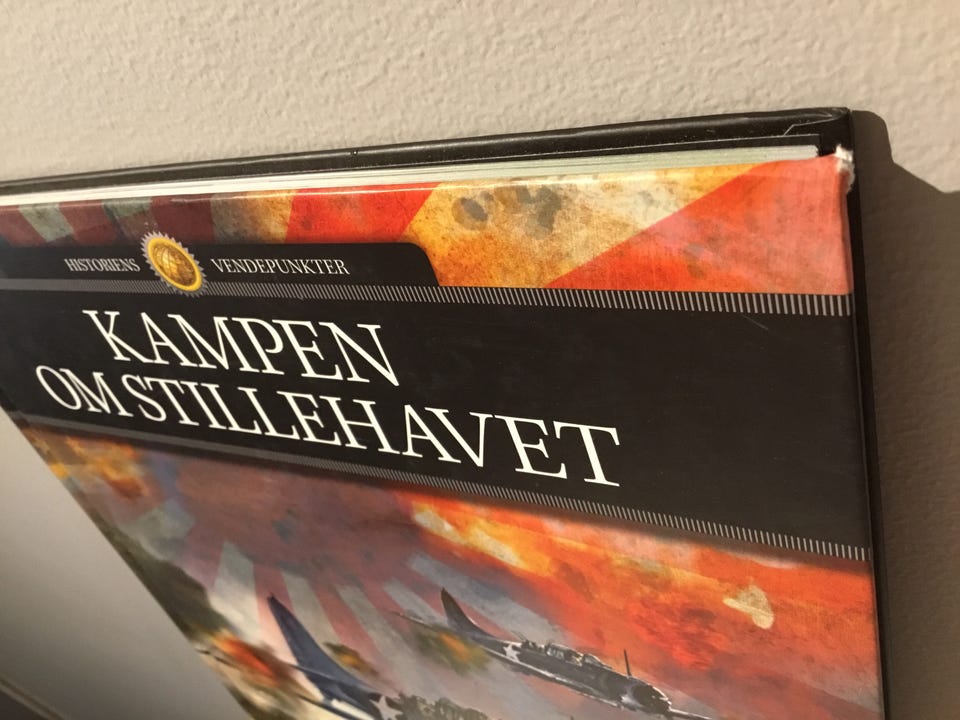 HISTORIENS VENDEPUNKTER
KAMPEN
OM STILLEHAVET